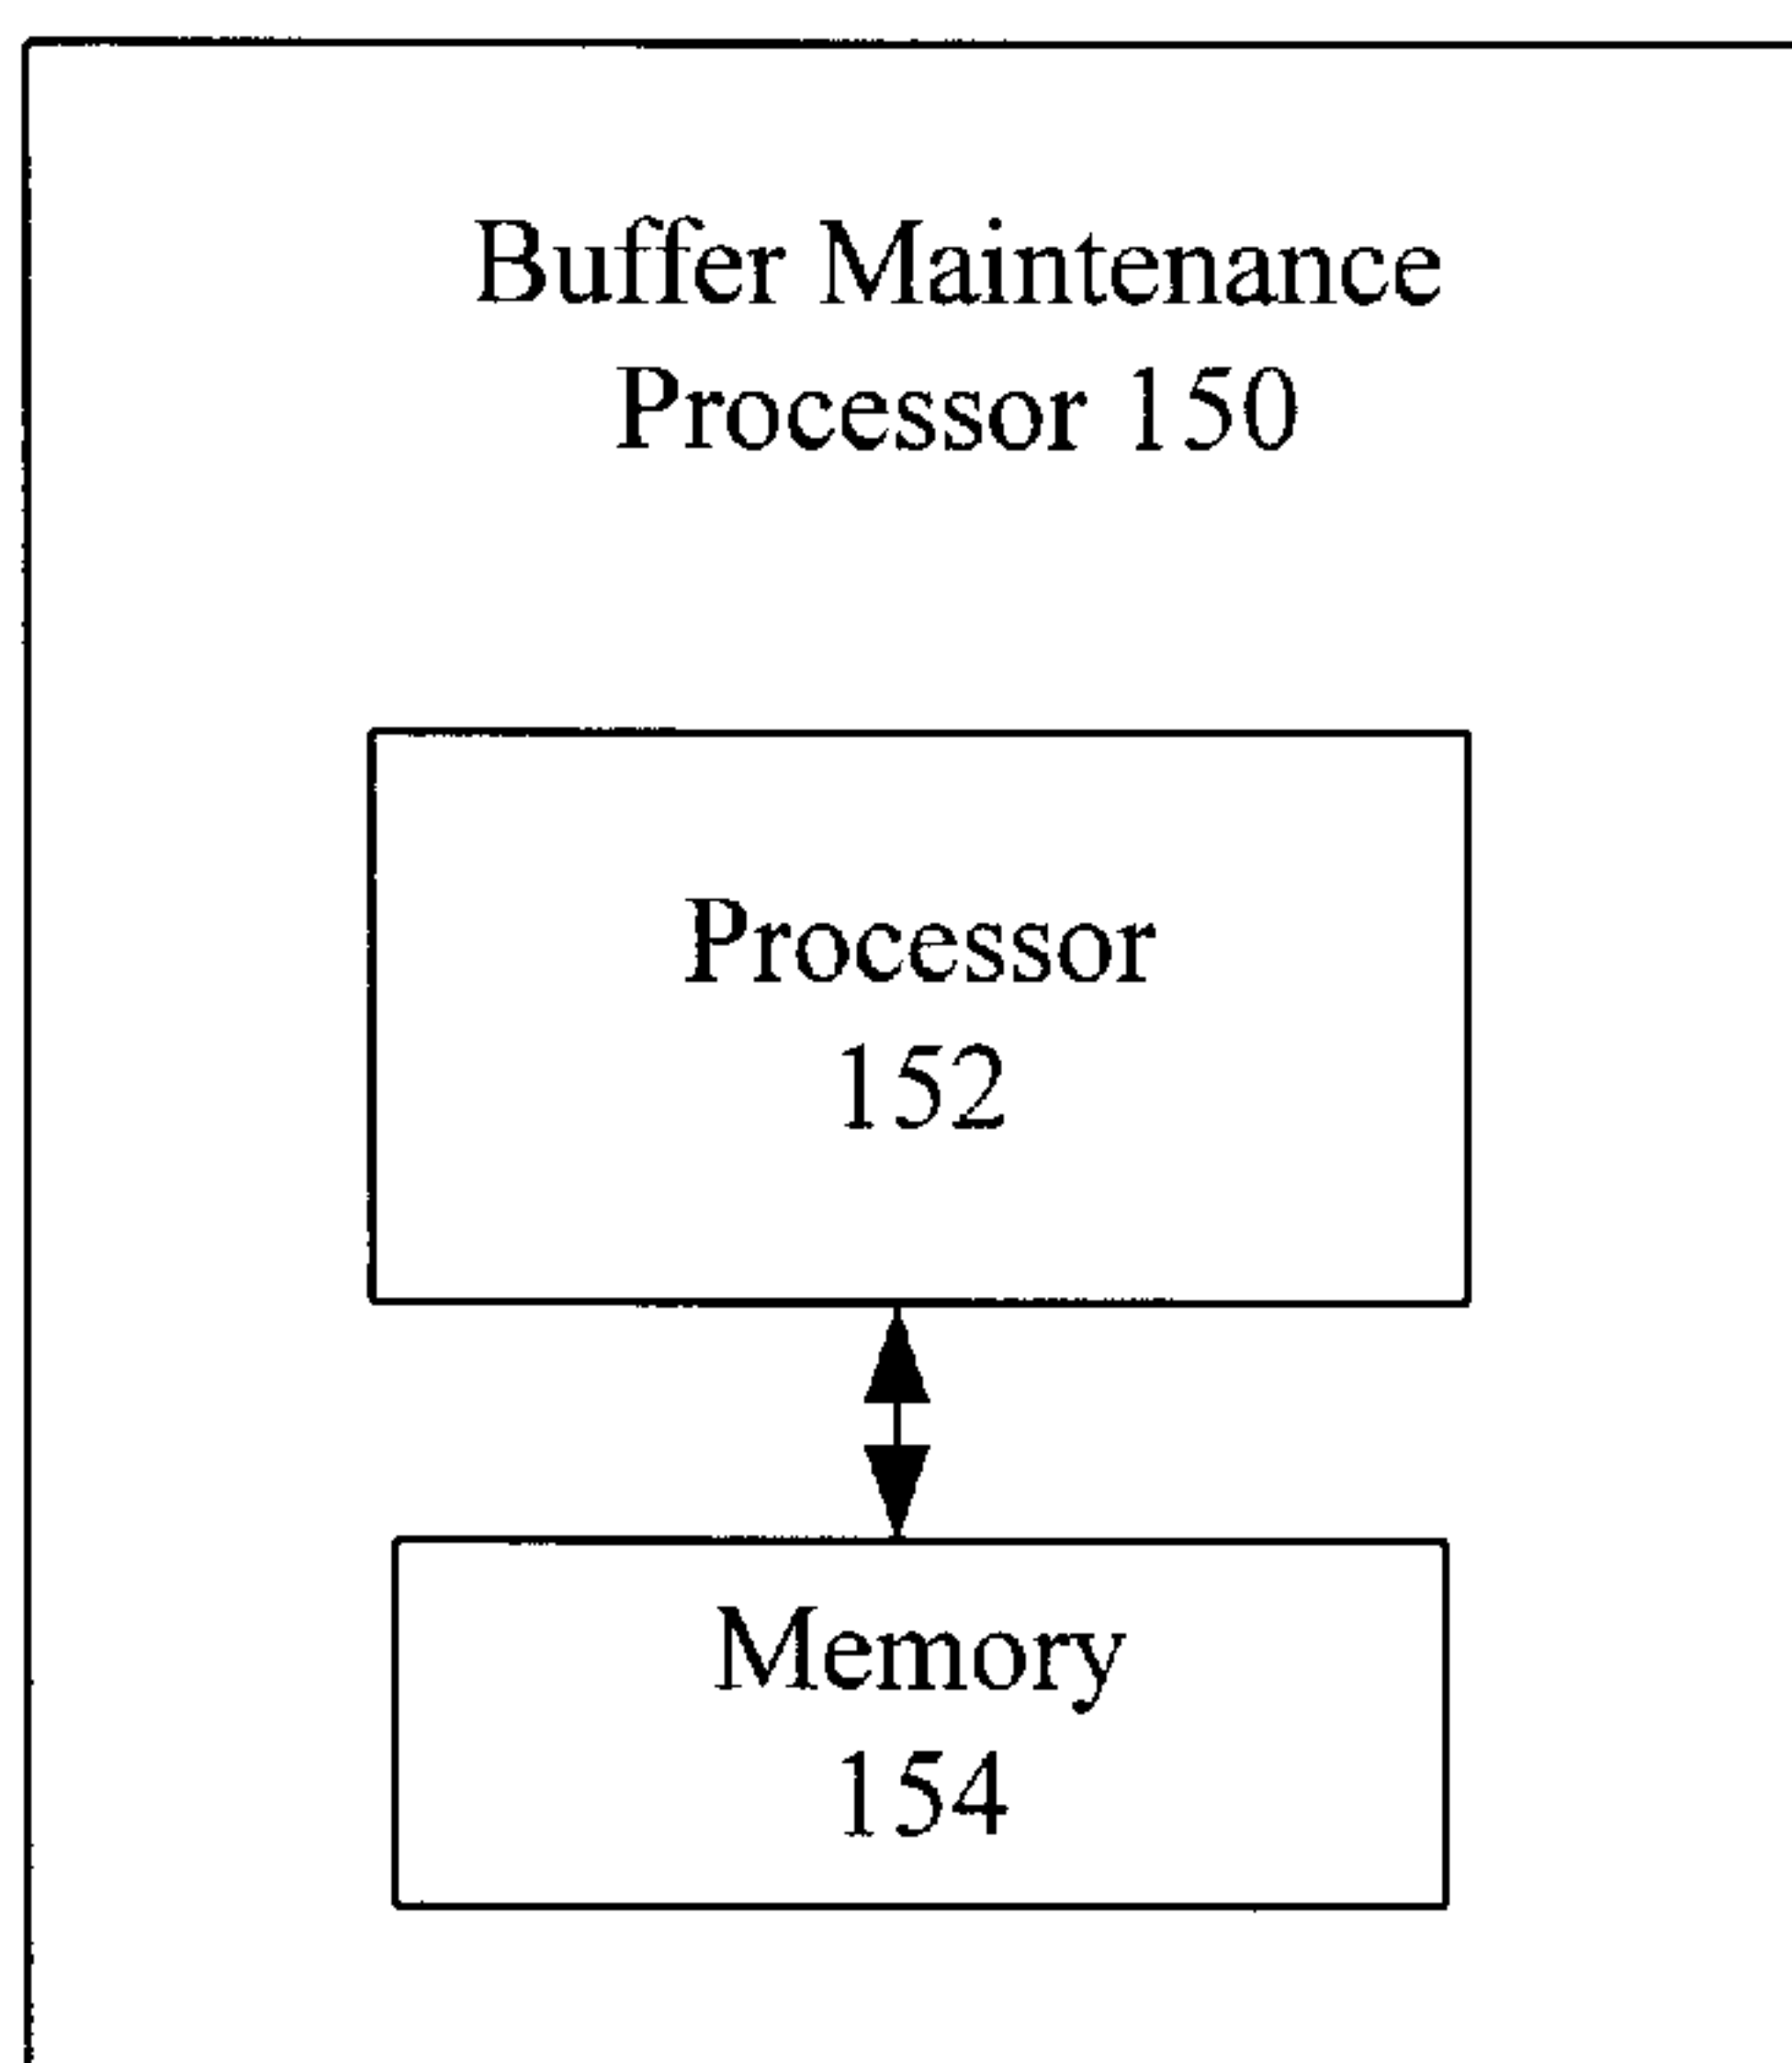 Buffer Maintenance
Processor 150
Processor
152
Memory
154